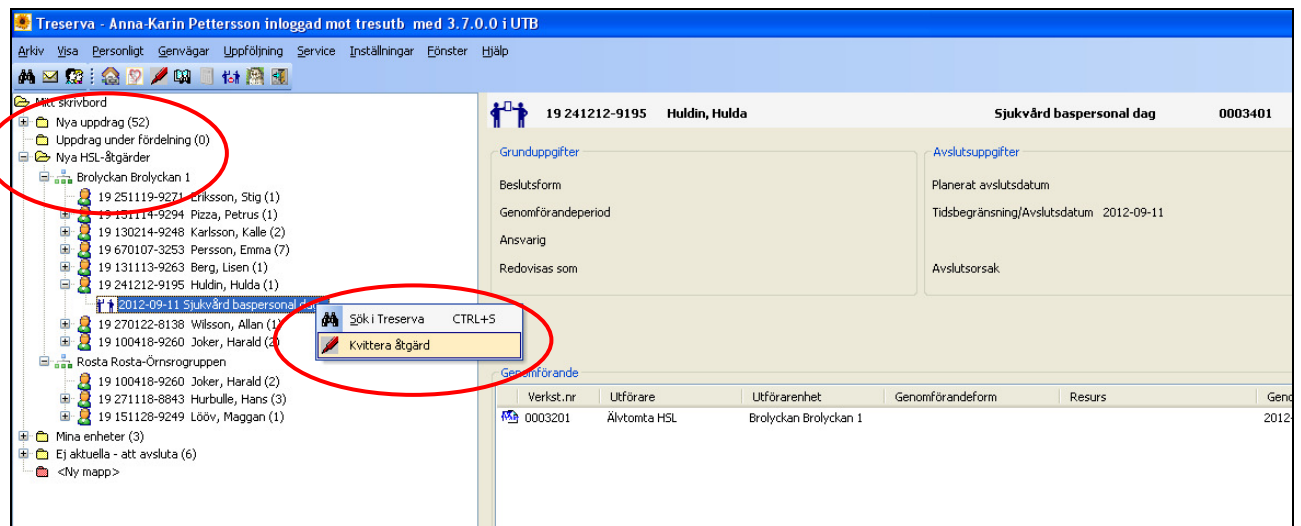 Treserva - Anna-Karin Pettersson inloggad mot tresutb med 3.7.0.0 i UTB
Arkiv Visa Personligt Genvägar Uppföljning Service Inställningar Fönster Hjälp
Mitt skrivbord
Nya uppdrag (52)
Uppdrag under fördelning (0)
Nya HSL-åtgärder
Brolyckan Brolyckan 1
19 251119-9271 Eriksson, Stig (1)
19 151114-9294 Pizza, Petrus (1)
19 130214-9248 Karlsson, Kalle (2)
19 670107-3253 Persson, Emma (7)
19 131113-9263 Berg, Lisen (1)
19 241212-9195 Huldin, Hulda (1)
2012-09-11 Sjukvård baspersonal dag
19 270122-8138 Wilsson, Allan (1)
19 100418-9260 Joker, Harald (2)
Rosta Rosta-Örnsrogruppen
19 100418-9260 Joker, Harald (2)
19 271118-8843 Hurbulle, Hans (3)
19 151128-9249 Lööv, Maggan (1)
Mina enheter (3)
Ej aktuella - att avsluta (6)
<Ny mapp>
Sök i Treserva CTRL+S
Kvittera åtgärd
19 241212-9195 Huldin, Hulda Sjukvård baspersonal dag 0003401
Grunduppgifter
Beslutsform
Genomförandeperiod
Ansvarig
Redovisas som
Avslutsuppgifter
Planerat avslutsdatum
Tidsbegränsning/Avslutsdatum 2012-09-11
Avslutsorsak
Genomförande
Verkst.nr Utförare Utförarenhet Genomförandeform Resurs Geno
0003201 Älvtomta HSL Brolyckan Brolyckan 1 2012-